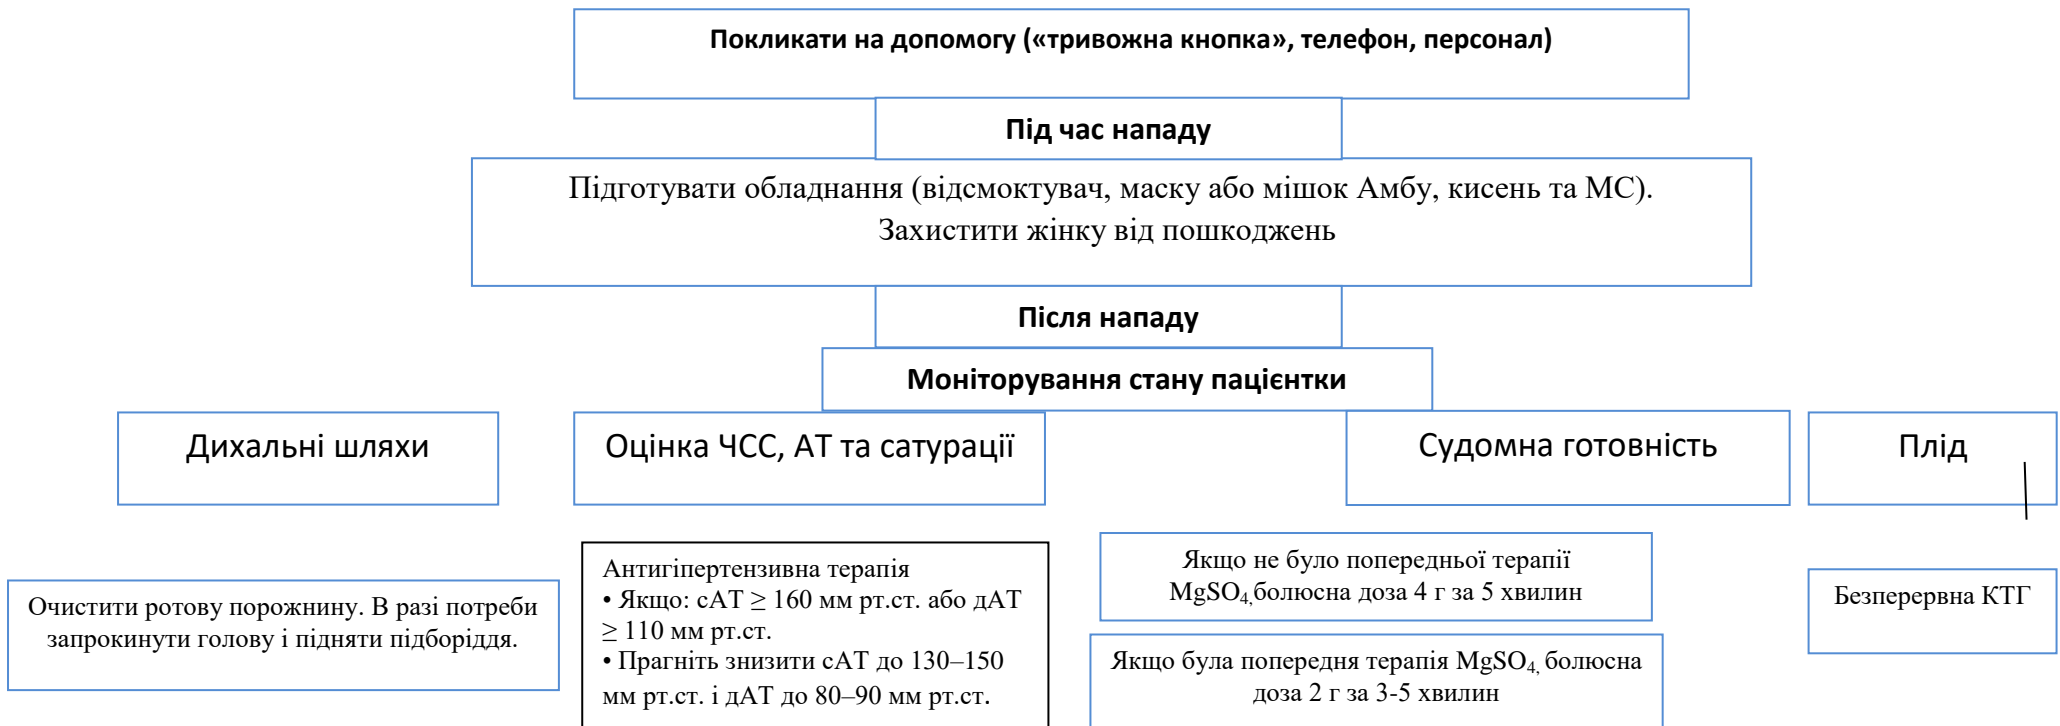 Покликати на допомогу («тривожна кнопка», телефон, персонал)
Під час нападу
Підготувати обладнання (відсмоктувач, маску або мішок Амбу, кисень та МС).
Захистити жінку від пошкоджень
Після нападу
Моніторування стану пацієнтки
Дихальні шляхи
Оцінка ЧСС, АТ та сатурації
Судомна готовність
Плід
Очистити ротову порожнину. В разі потреби
запрокинути голову і підняти підборіддя.
Антигіпертензивна терапія
• Якщо: сАТ ≥ 160 мм рт.ст. або дАТ
≥ 110 мм рт.ст.
• Прагніть знизити сАТ до 130–150
мм рт.ст. і дАТ до 80–90 мм рт.ст.
Якщо не було попередньої терапії
MgSO₄,болюсна доза 4 г за 5 хвилин
Якщо була попередня терапія MgSO₄, болюсна
доза 2 г за 3-5 хвилин
Безперервна КТГ